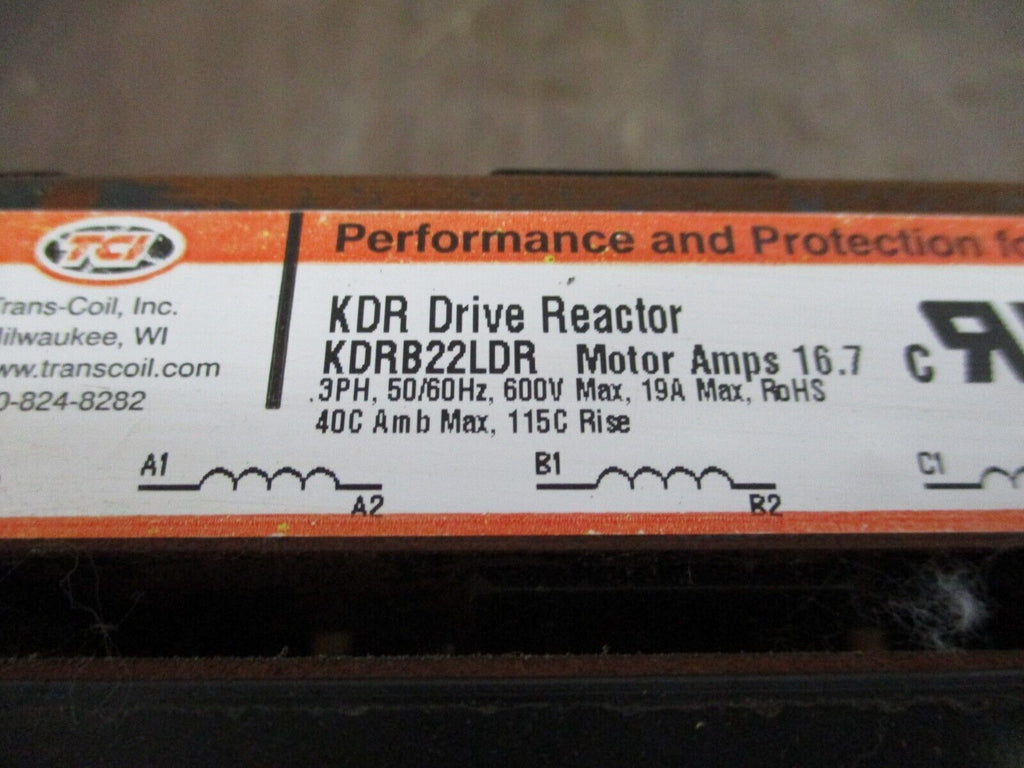 TCI
Trans-Coil, Inc.
Milwaukee, WI
www.transcoil.com
0-824-8282
Performance and Protection fo
KDR Drive Reactor
KDRB22LDR Motor Amps 16.7
3PH, 50/60Hz, 600V Max, 19A Max, RoHS
40C Amb Max, 115C Rise
C
A1
A2
B1
B2
C1